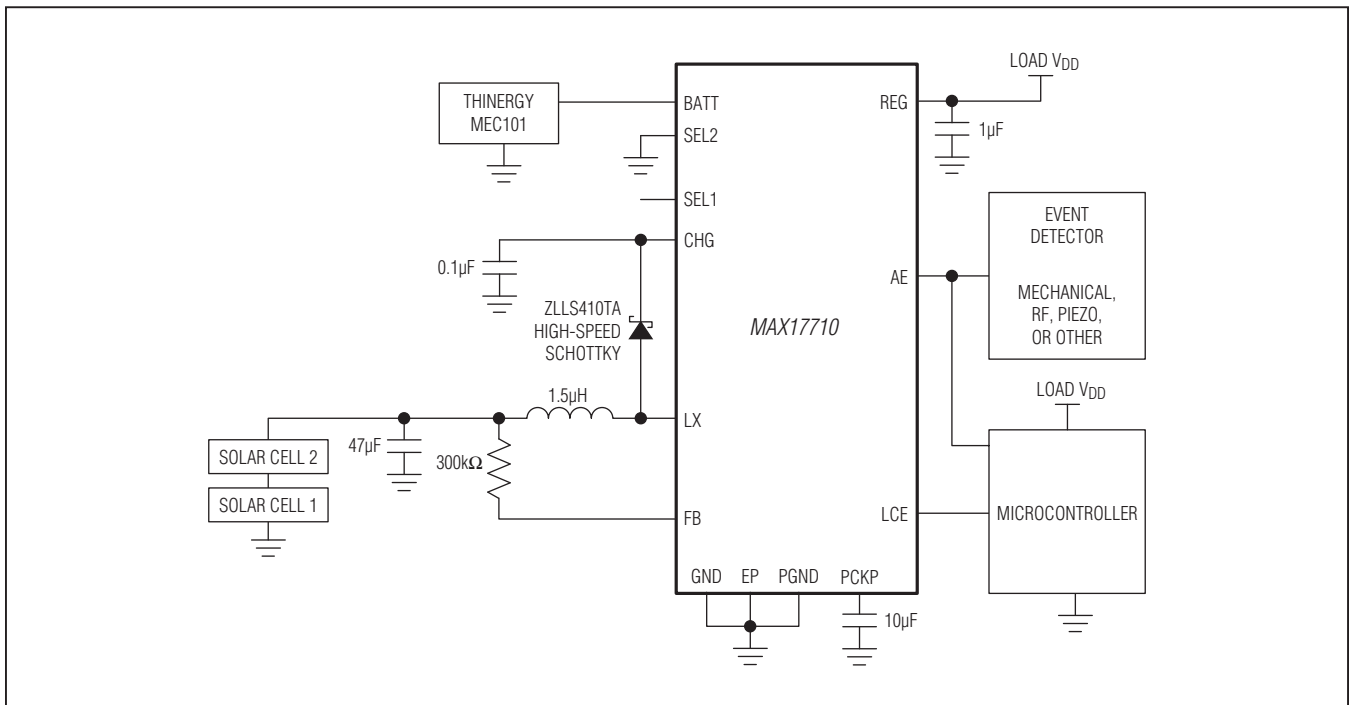 LOAD VDD
THINERGY
MEC101
BATT
REG
1µF
SEL2
SEL1
EVENT
DETECTOR
CHG
0.1µF
AE
MECHANICAL,
RF, PIEZO,
OR OTHER
ZLLS410TA
HIGH-SPEED
SCHOTTKY
MAX17710
1.5µH
LOAD VDD
LX
47µF
SOLAR CELL 2
300kΩ
SOLAR CELL 1
FB
LCE
MICROCONTROLLER
GND
EP
PGND
PCKP
10µF